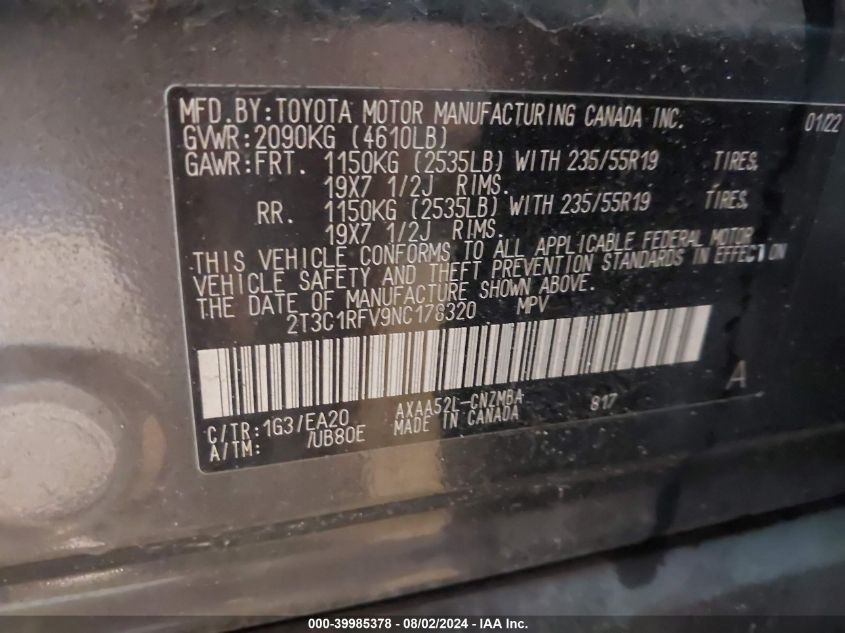 MFD.BY:TOYOTA MOTOR MANUFACTURING CANADA INC. 01/22
GVWR:2090KG (4610LB)
GAWR:FRT. 1150KG (2535LB) WITH 235/55R19 TIRES,
19X7 1/2J RIMS.
RR. 1150KG (2535LB) WITH 235/55R19 TIRES,
19X7 1/2J RIMS.
THIS VEHICLE CONFORMS TO ALL APPLICABLE FEDERAL MOTOR
VEHICLE SAFETY AND THEFT PREVENTION STANDARDS IN EFFECT ON
THE DATE OF MANUFACTURE SHOWN ABOVE.
2T3C1RFV9NC178320 MPV
A
C/TR:1G3/EA20 AXAA52L-CNZMBA 817
A/TM: /UB80E MADE IN CANADA
000-39985378 - 08/02/2024 - IAA Inc.